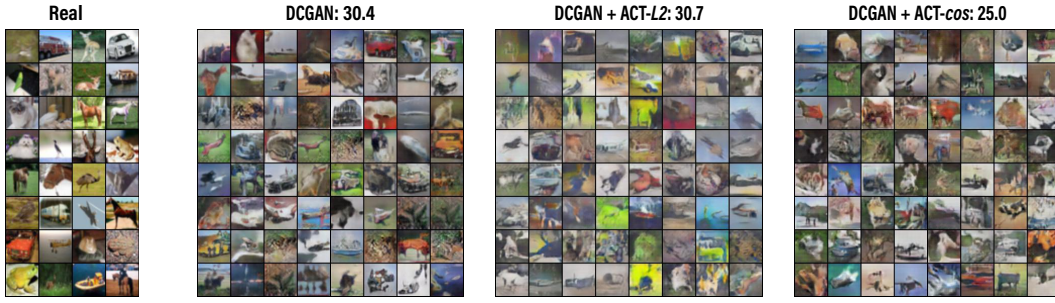 Real
DCGAN: 30.4
DCGAN + ACT-L2: 30.7
DCGAN + ACT-cos: 25.0